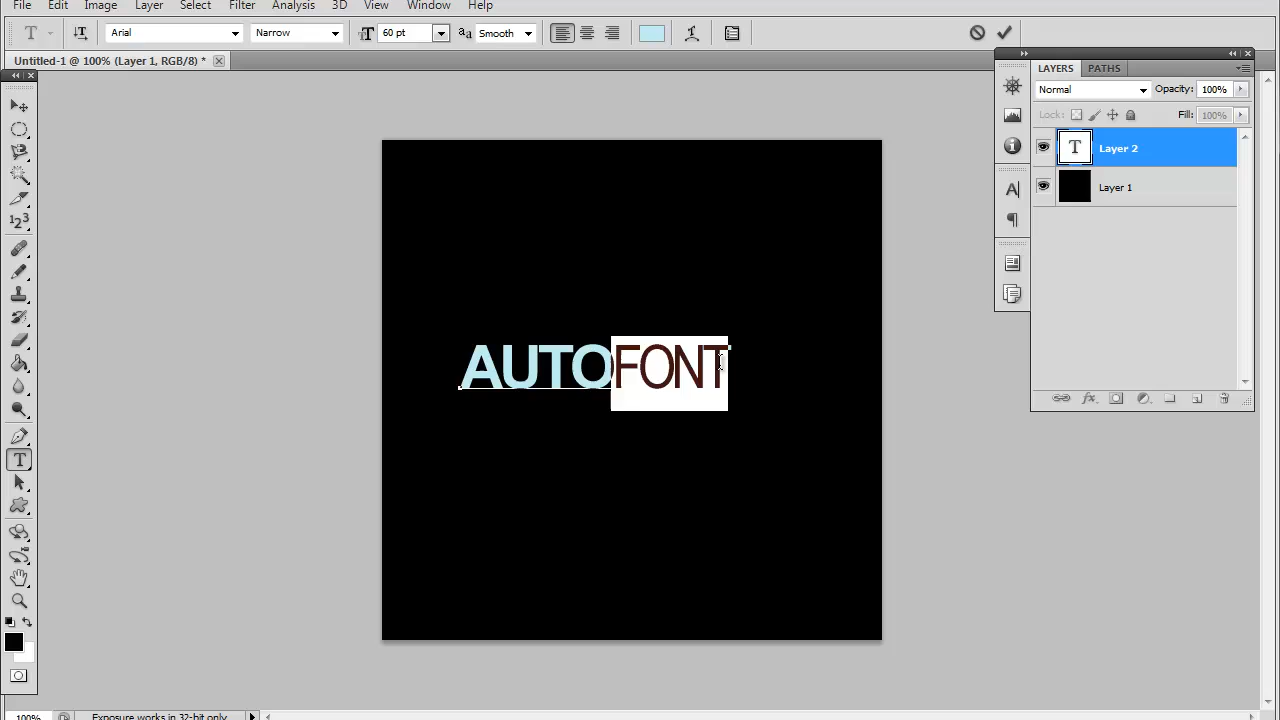 File Edit Image Layer Select Filter Analysis 3D View Window Help
T Arial Narrow T 60 pt aa Smooth
Untitled-1 @ 100% (Layer 1, RGB/8) *
LAYERS PATHS
Normal Opacity: 100%
Lock: Fill: 100%
T Layer 2
Layer 1
A
123
AUTOFONT
T
100% Exposure works in 32-bit only